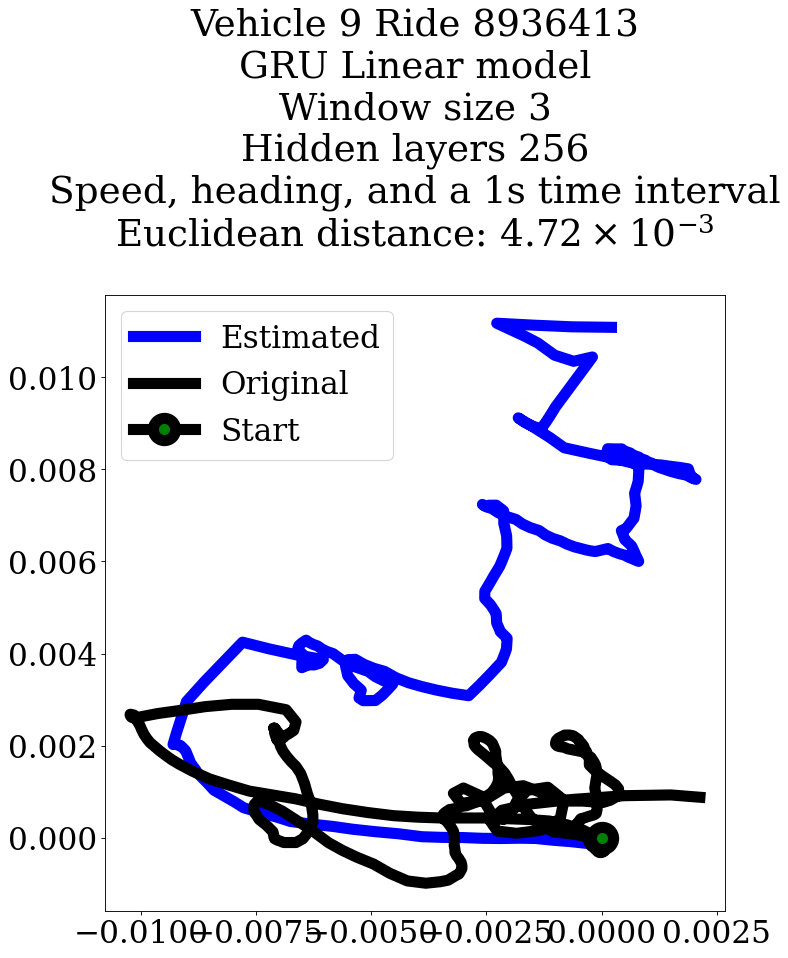 Vehicle 9 Ride 8936413
GRU Linear model
Window size 3
Hidden layers 256
Speed, heading, and a 1s time interval
Euclidean distance: 4.72 × 10⁻³
Estimated
Original
Start
0.010
0.008
0.006
0.004
0.002
0.000
−0.0100 −0.0075 −0.0050 −0.0025 0.0000 0.0025